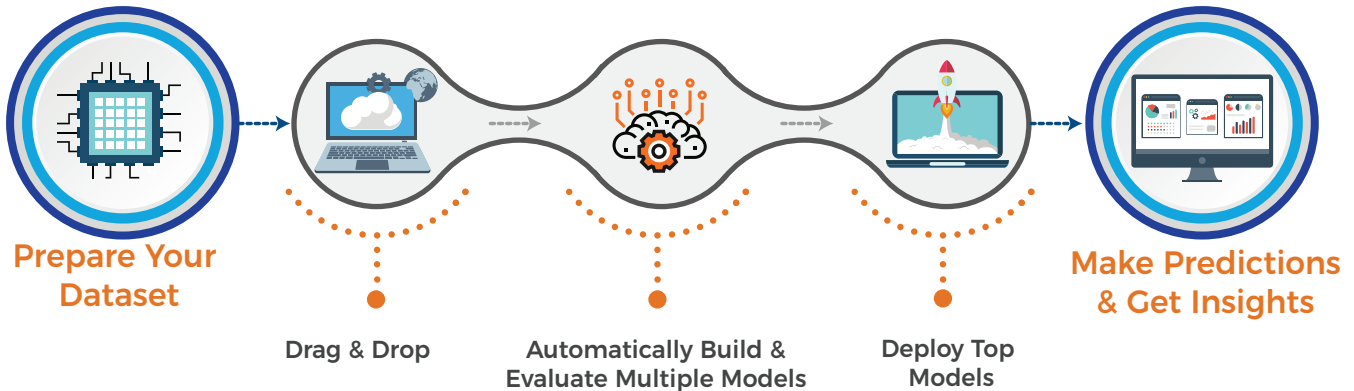 Prepare Your
Dataset
Drag & Drop
Automatically Build &
Evaluate Multiple Models
Deploy Top
Models
Make Predictions
& Get Insights